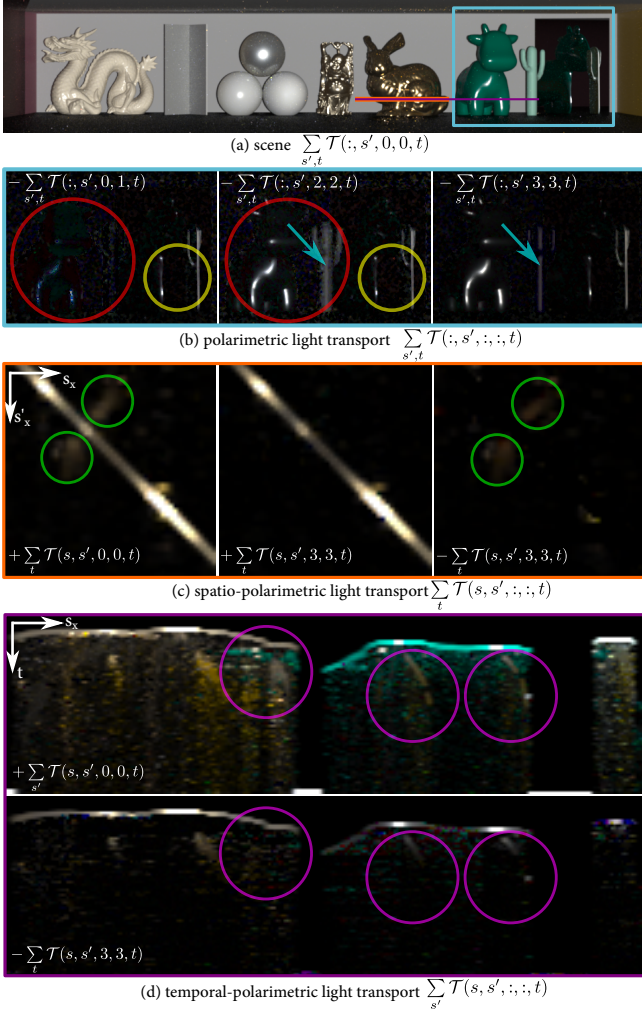 (a) scene ∑_{s',t} 𝒯(:, s', 0, 0, t)
− ∑_{s',t} 𝒯(:, s', 0, 1, t)
− ∑_{s',t} 𝒯(:, s', 2, 2, t)
− ∑_{s',t} 𝒯(:, s', 3, 3, t)
(b) polarimetric light transport ∑_{s',t} 𝒯(:, s', :, :, t)
s_x
s'_x
+ ∑_t 𝒯(s, s', 0, 0, t)
+ ∑_t 𝒯(s, s', 3, 3, t)
− ∑_t 𝒯(s, s', 3, 3, t)
(c) spatio-polarimetric light transport ∑_t 𝒯(s, s', :, :, t)
s_x
t
+ ∑_{s'} 𝒯(s, s', 0, 0, t)
− ∑_t 𝒯(s, s', 3, 3, t)
(d) temporal-polarimetric light transport ∑_{s'} 𝒯(s, s', :, :, t)